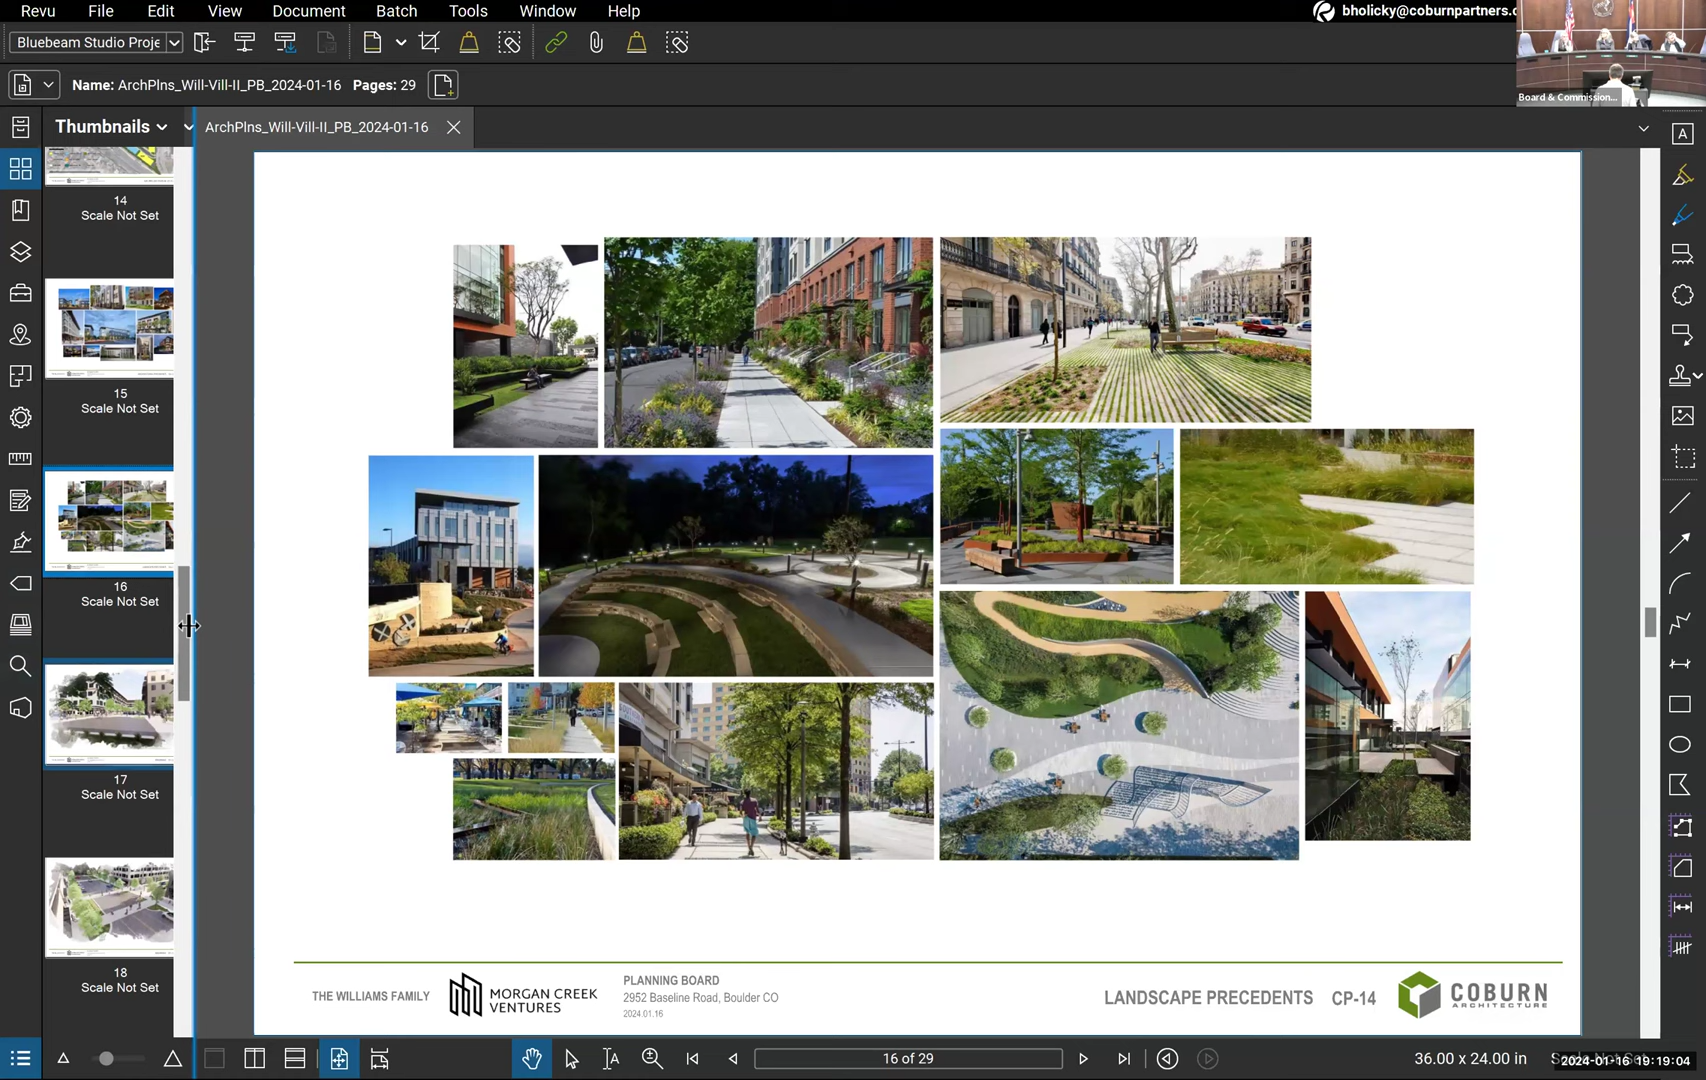 Revu File Edit View Document Batch Tools Window Help
bholicky@coburnpartners.c
Bluebeam Studio Proje
Board & Commission...
Name: ArchPlns_Will-Vill-II_PB_2024-01-16 Pages: 29
Thumbnails
ArchPlns_Will-Vill-II_PB_2024-01-16
14
Scale Not Set
15
Scale Not Set
16
Scale Not Set
17
Scale Not Set
18
Scale Not Set
THE WILLIAMS FAMILY
MORGAN CREEK
VENTURES
PLANNING BOARD
2952 Baseline Road, Boulder CO
2024.01.16
LANDSCAPE PRECEDENTS CP-14
COBURN
ARCHITECTURE
16 of 29
36.00 x 24.00 in
2024-01-16 19:19:04